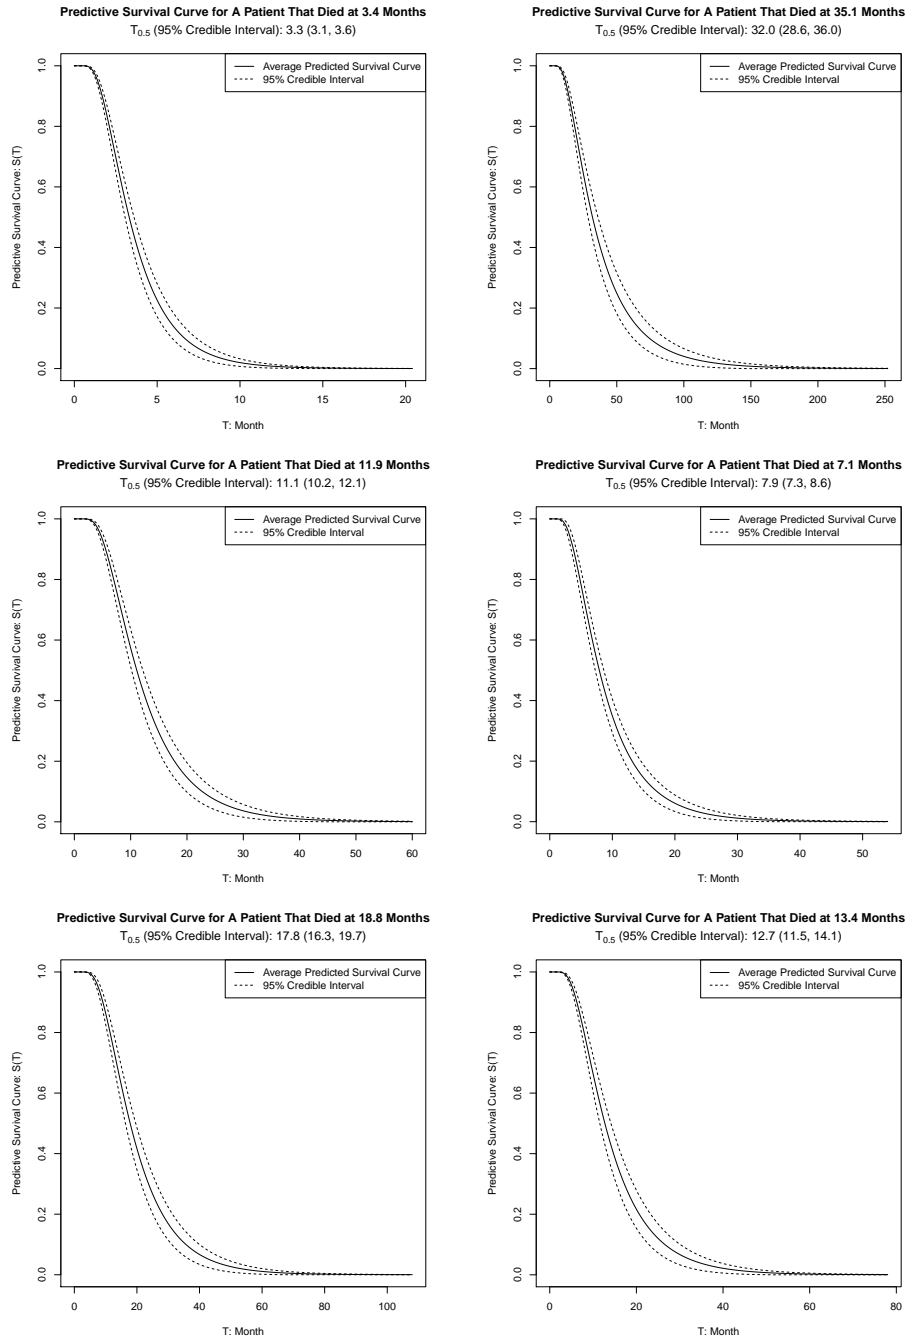 Predictive Survival Curve for A Patient That Died at 3.4 Months
T0.5 (95% Credible Interval): 3.3 (3.1, 3.6)
Average Predicted Survival Curve
95% Credible Interval
Predictive Survival Curve: S(T)
1.0
0.8
0.6
0.4
0.2
0.0
0 5 10 15 20
T: Month
Predictive Survival Curve for A Patient That Died at 35.1 Months
T0.5 (95% Credible Interval): 32.0 (28.6, 36.0)
Average Predicted Survival Curve
95% Credible Interval
Predictive Survival Curve: S(T)
1.0
0.8
0.6
0.4
0.2
0.0
0 50 100 150 200 250
T: Month
Predictive Survival Curve for A Patient That Died at 11.9 Months
T0.5 (95% Credible Interval): 11.1 (10.2, 12.1)
Average Predicted Survival Curve
95% Credible Interval
Predictive Survival Curve: S(T)
1.0
0.8
0.6
0.4
0.2
0.0
0 10 20 30 40 50 60
T: Month
Predictive Survival Curve for A Patient That Died at 7.1 Months
T0.5 (95% Credible Interval): 7.9 (7.3, 8.6)
Average Predicted Survival Curve
95% Credible Interval
Predictive Survival Curve: S(T)
1.0
0.8
0.6
0.4
0.2
0.0
0 10 20 30 40 50
T: Month
Predictive Survival Curve for A Patient That Died at 18.8 Months
T0.5 (95% Credible Interval): 17.8 (16.3, 19.7)
Average Predicted Survival Curve
95% Credible Interval
Predictive Survival Curve: S(T)
1.0
0.8
0.6
0.4
0.2
0.0
0 20 40 60 80 100
T: Month
Predictive Survival Curve for A Patient That Died at 13.4 Months
T0.5 (95% Credible Interval): 12.7 (11.5, 14.1)
Average Predicted Survival Curve
95% Credible Interval
Predictive Survival Curve: S(T)
1.0
0.8
0.6
0.4
0.2
0.0
0 20 40 60 80
T: Month